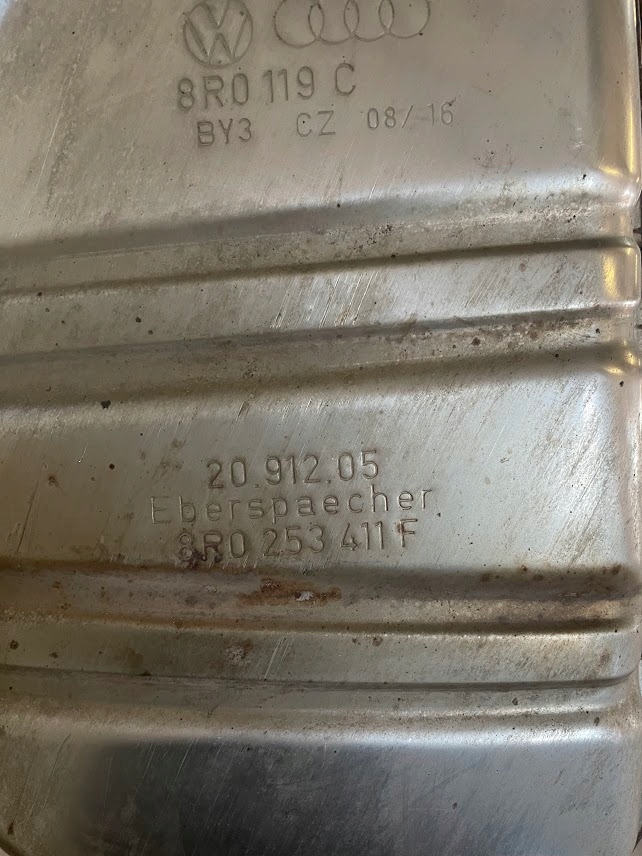 8R0 119 C
BY3 CZ 08/16
20.912.05
Eberspaecher
8R0 253 411 F